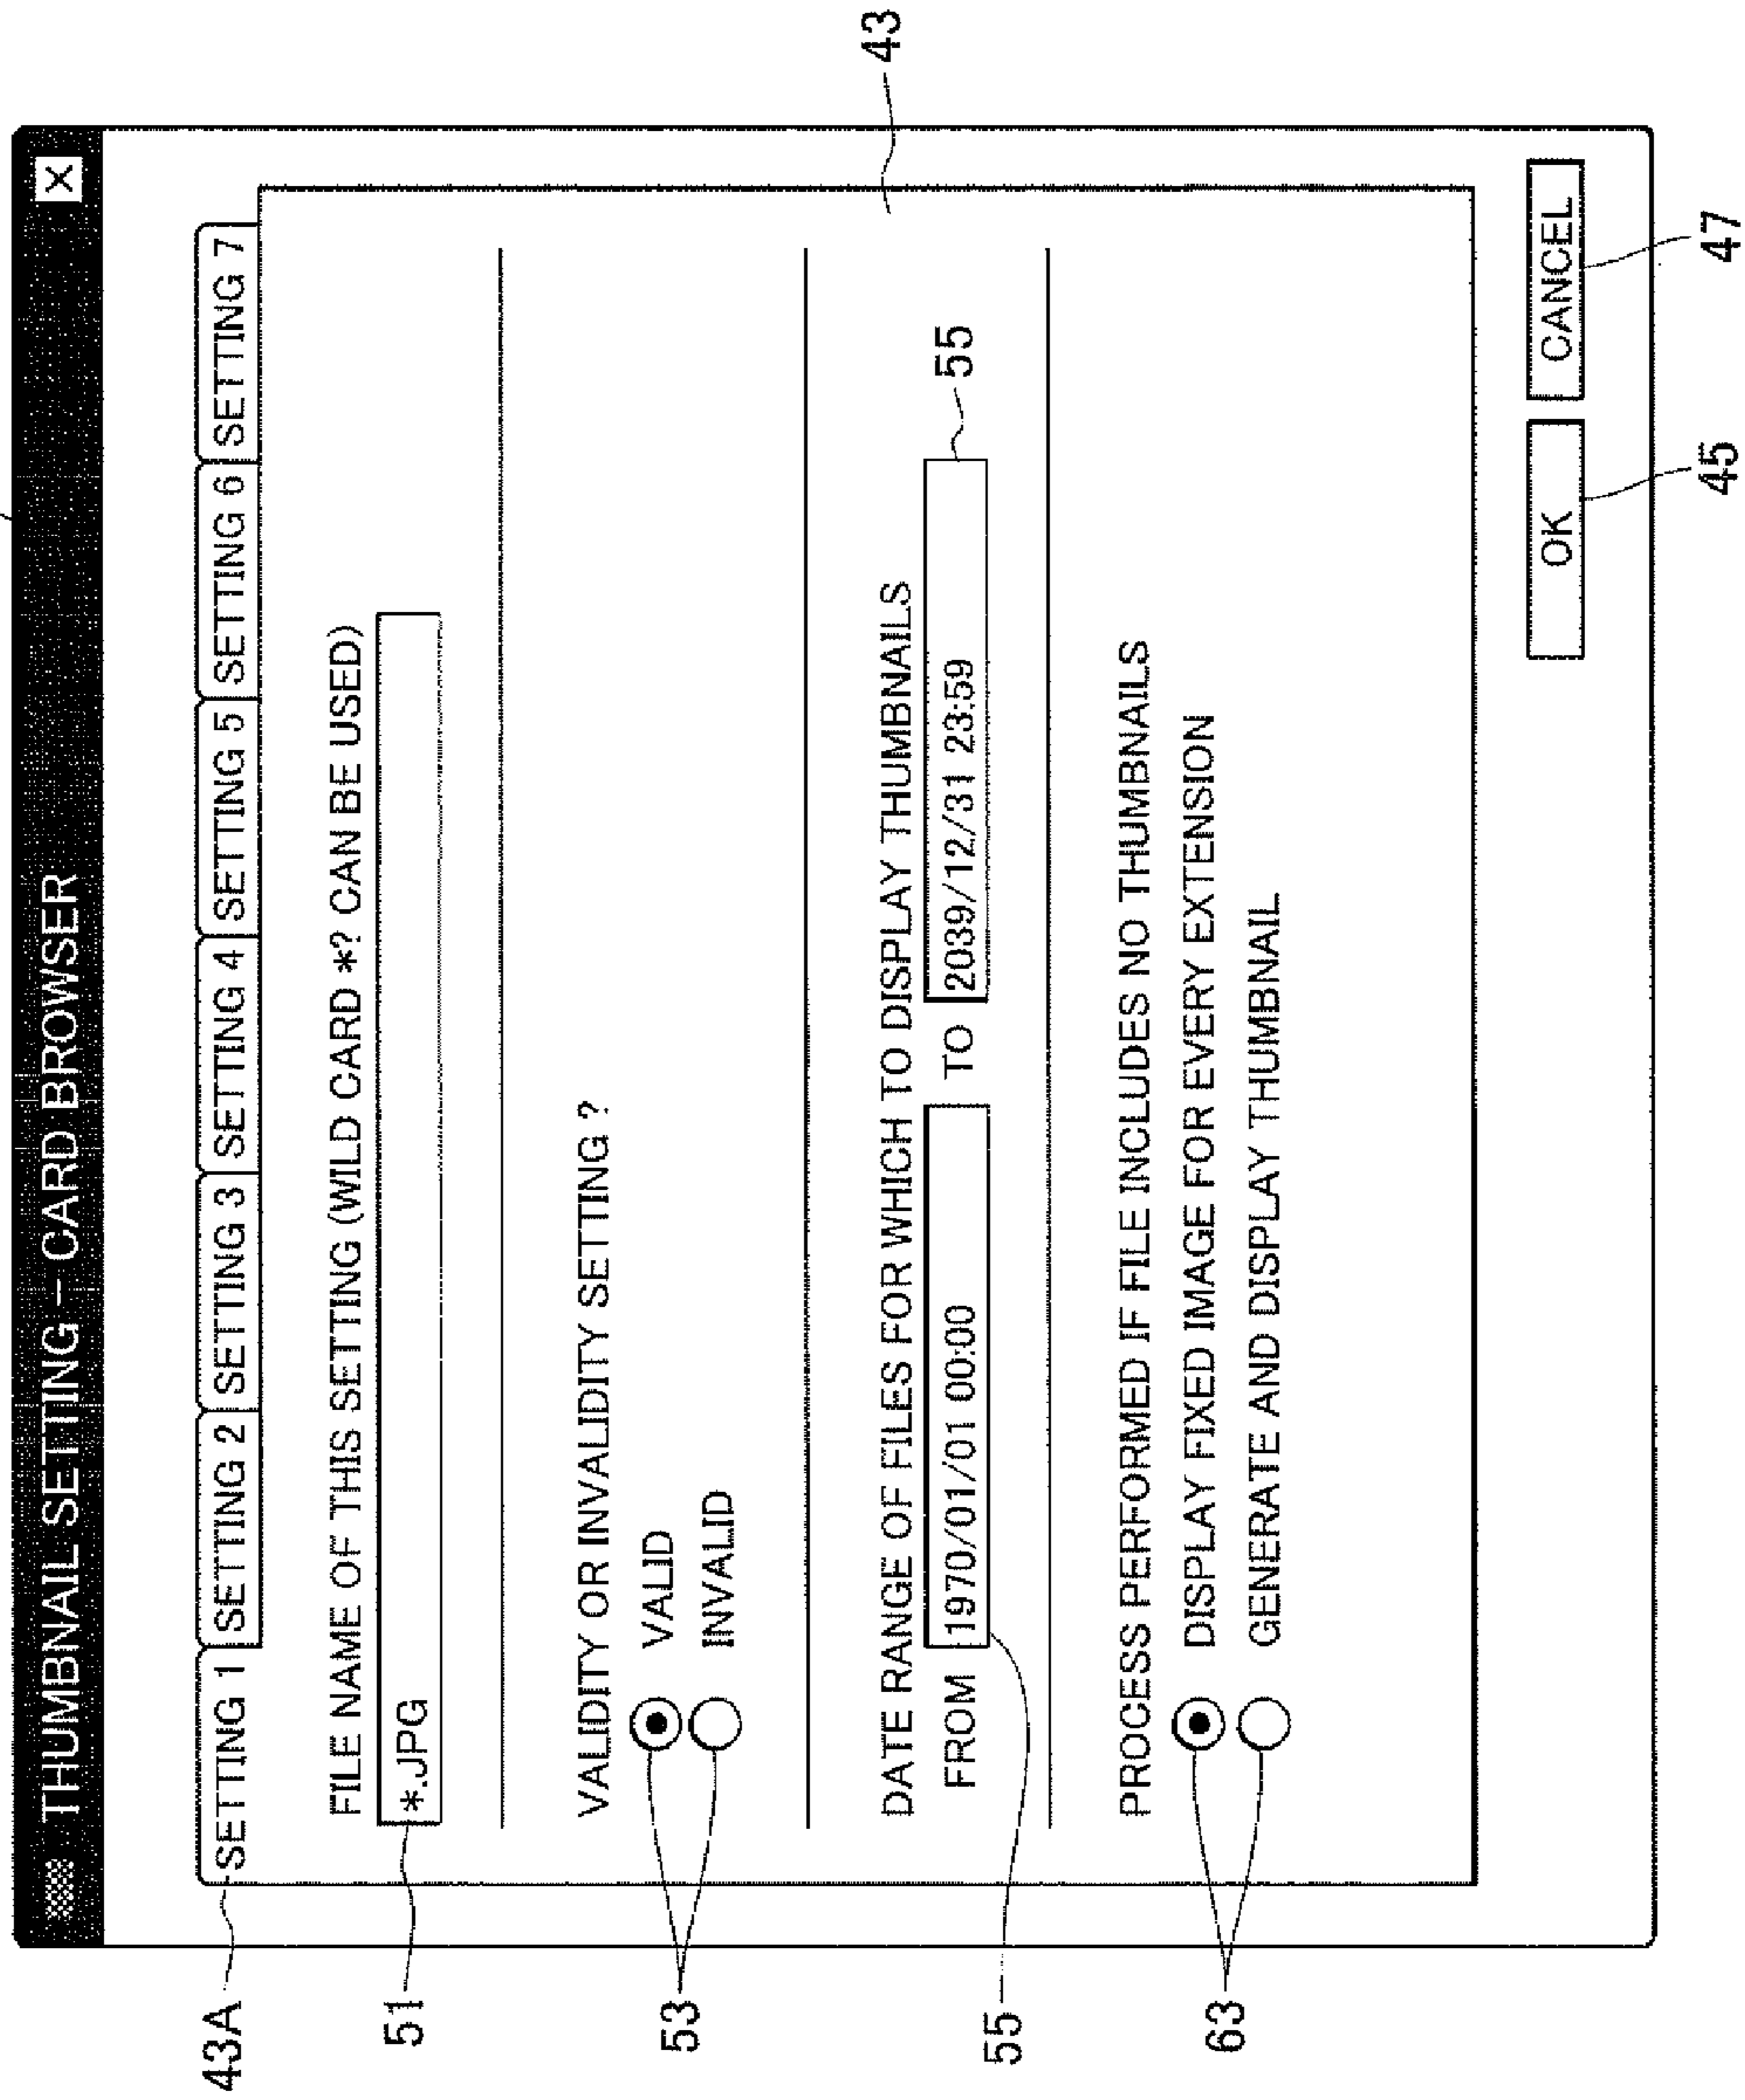 THUMBNAIL SETTING – CARD BROWSER X
43A SETTING 1 SETTING 2 SETTING 3 SETTING 4 SETTING 5 SETTING 6 SETTING 7
FILE NAME OF THIS SETTING (WILD CARD *? CAN BE USED)
51 *.JPG
43
VALIDITY OR INVALIDITY SETTING ?
53
VALID
INVALID
DATE RANGE OF FILES FOR WHICH TO DISPLAY THUMBNAILS
FROM 1970/01/01 00:00 TO 2039/12/31 23:59 55
55
PROCESS PERFORMED IF FILE INCLUDES NO THUMBNAILS
DISPLAY FIXED IMAGE FOR EVERY EXTENSION
63
GENERATE AND DISPLAY THUMBNAIL
OK CANCEL
45 47